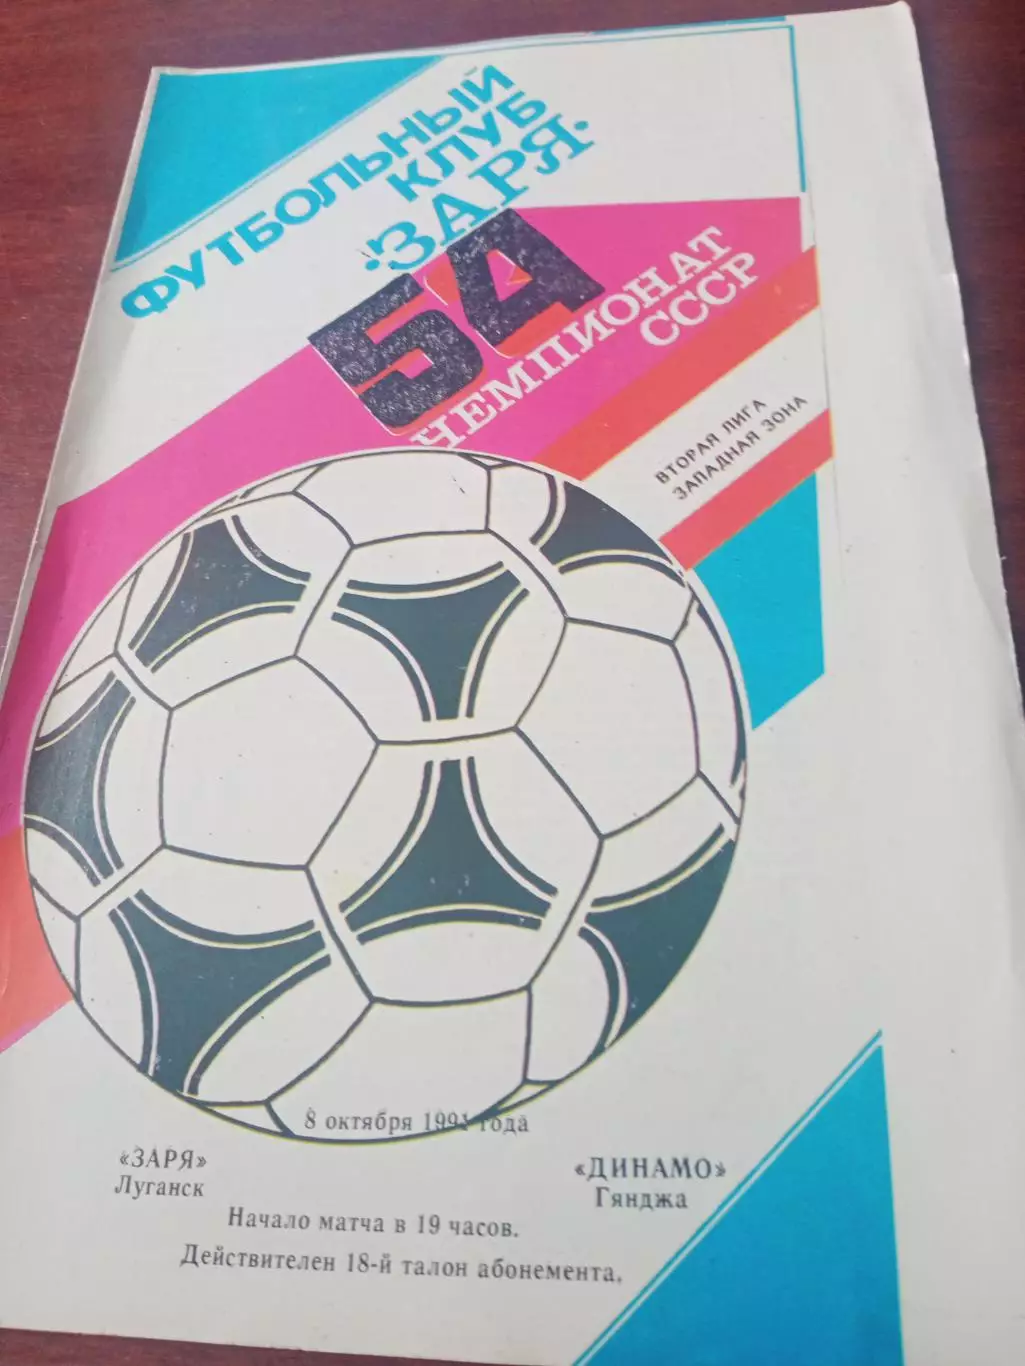 ФУТБОЛЬНЫЙ
КЛУБ
«ЗАРЯ»
54
ЧЕМПИОНАТ
СССР
ВТОРАЯ ЛИГА
ЗАПАДНАЯ ЗОНА
8 октября 1991 года
«ЗАРЯ»
Луганск
«ДИНАМО»
Гянджа
Начало матча в 19 часов.
Действителен 18-й талон абонемента.